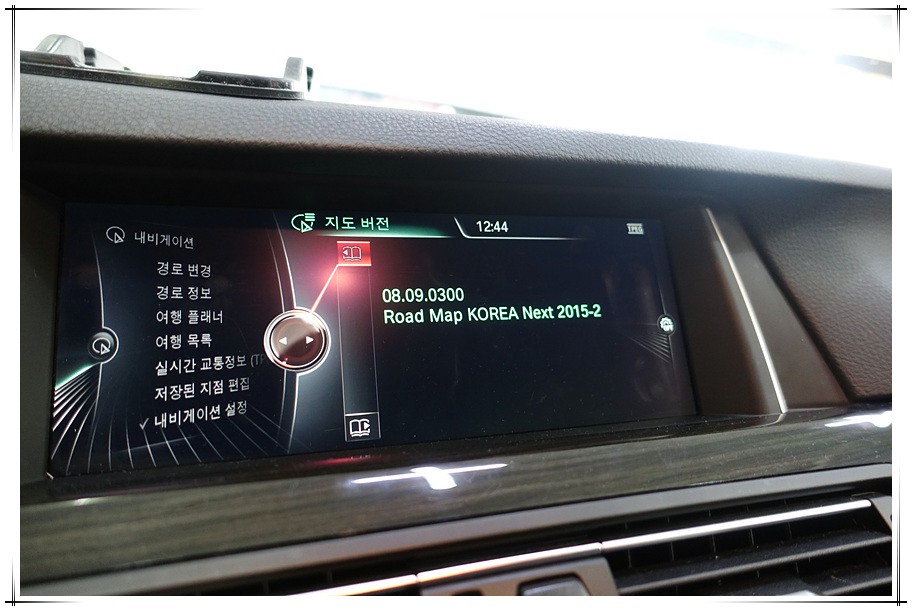 내비게이션
경로 변경
경로 정보
여행 플래너
여행 목록
실시간 교통정보 (TP
저장된 지점 편집
✓ 내비게이션 설정
지도 버전
12:44
TPEG
08.09.0300
Road Map KOREA Next 2015-2